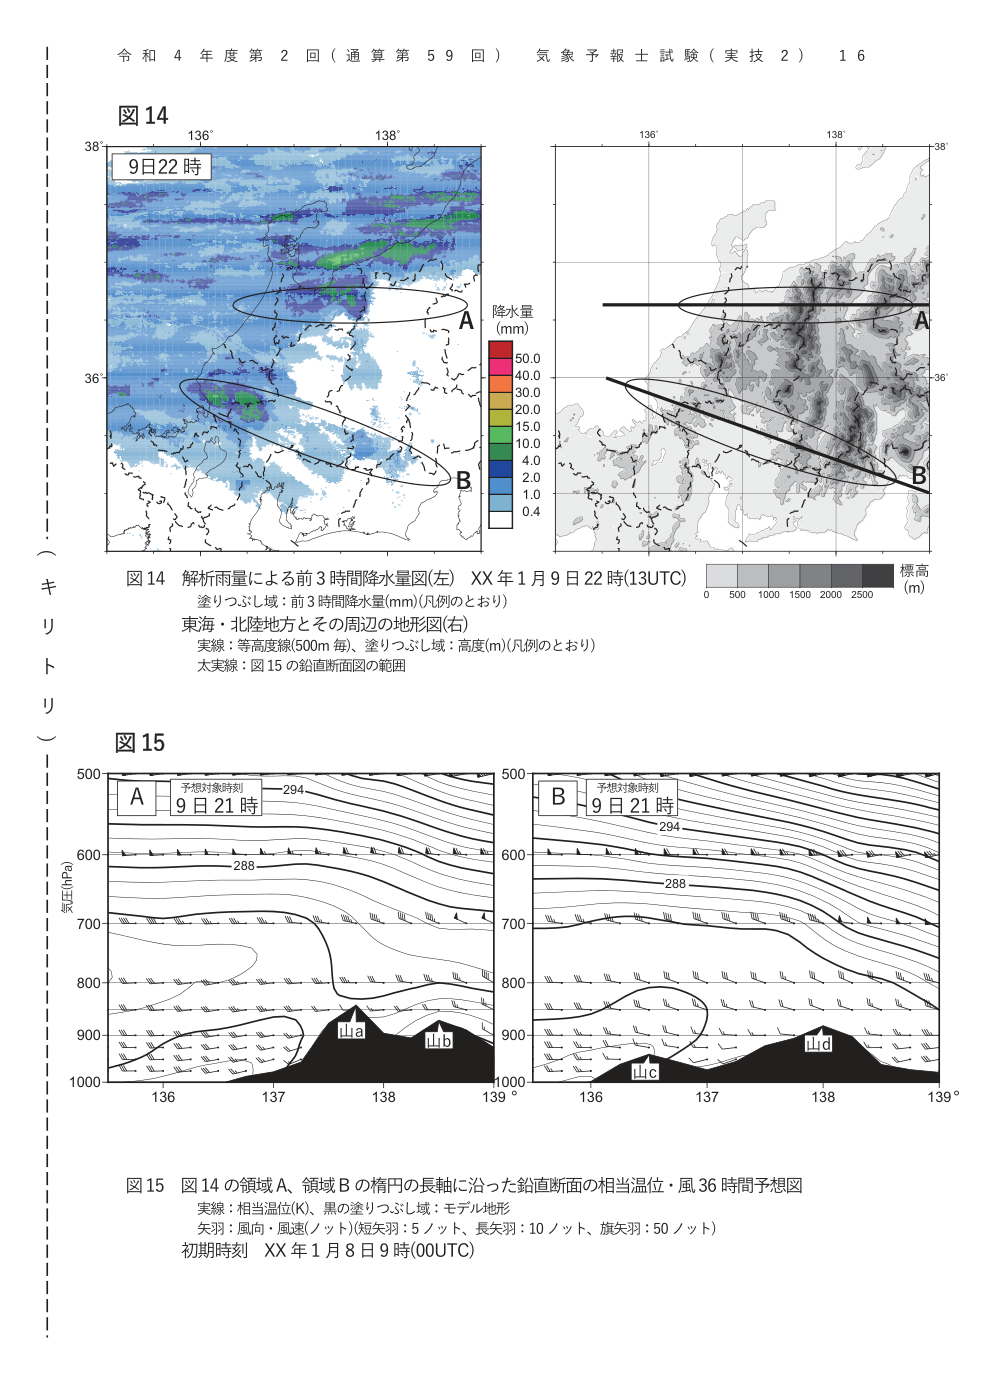 令和4年度第2回(通算第59回) 気象予報士試験(実技2) 16
図14
136° 138°
38°
9日22時
36°
A
B
降水量
(mm)
50.0
40.0
30.0
20.0
15.0
10.0
4.0
2.0
1.0
0.4
136° 138°
38°
36°
A
B
標高
(m)
0 500 1000 1500 2000 2500
図14 解析雨量による前3時間降水量図(左) XX年1月9日22時(13UTC)
塗りつぶし域：前3時間降水量(mm)(凡例のとおり)
東海・北陸地方とその周辺の地形図(右)
実線：等高度線(500m毎)、塗りつぶし域：高度(m)(凡例のとおり)
太実線：図15の鉛直断面図の範囲
(キリトリ)
図15
気圧(hPa)
500
600
700
800
900
1000
A
予想対象時刻
9日21時
294
288
山a
山b
136 137 138 139°
500
600
700
800
900
1000
B
予想対象時刻
9日21時
294
288
山c
山d
136 137 138 139°
図15 図14の領域A、領域Bの楕円の長軸に沿った鉛直断面の相当温位・風36時間予想図
実線：相当温位(K)、黒の塗りつぶし域：モデル地形
矢羽：風向・風速(ノット)(短矢羽：5ノット、長矢羽：10ノット、旗矢羽：50ノット)
初期時刻 XX年1月8日9時(00UTC)